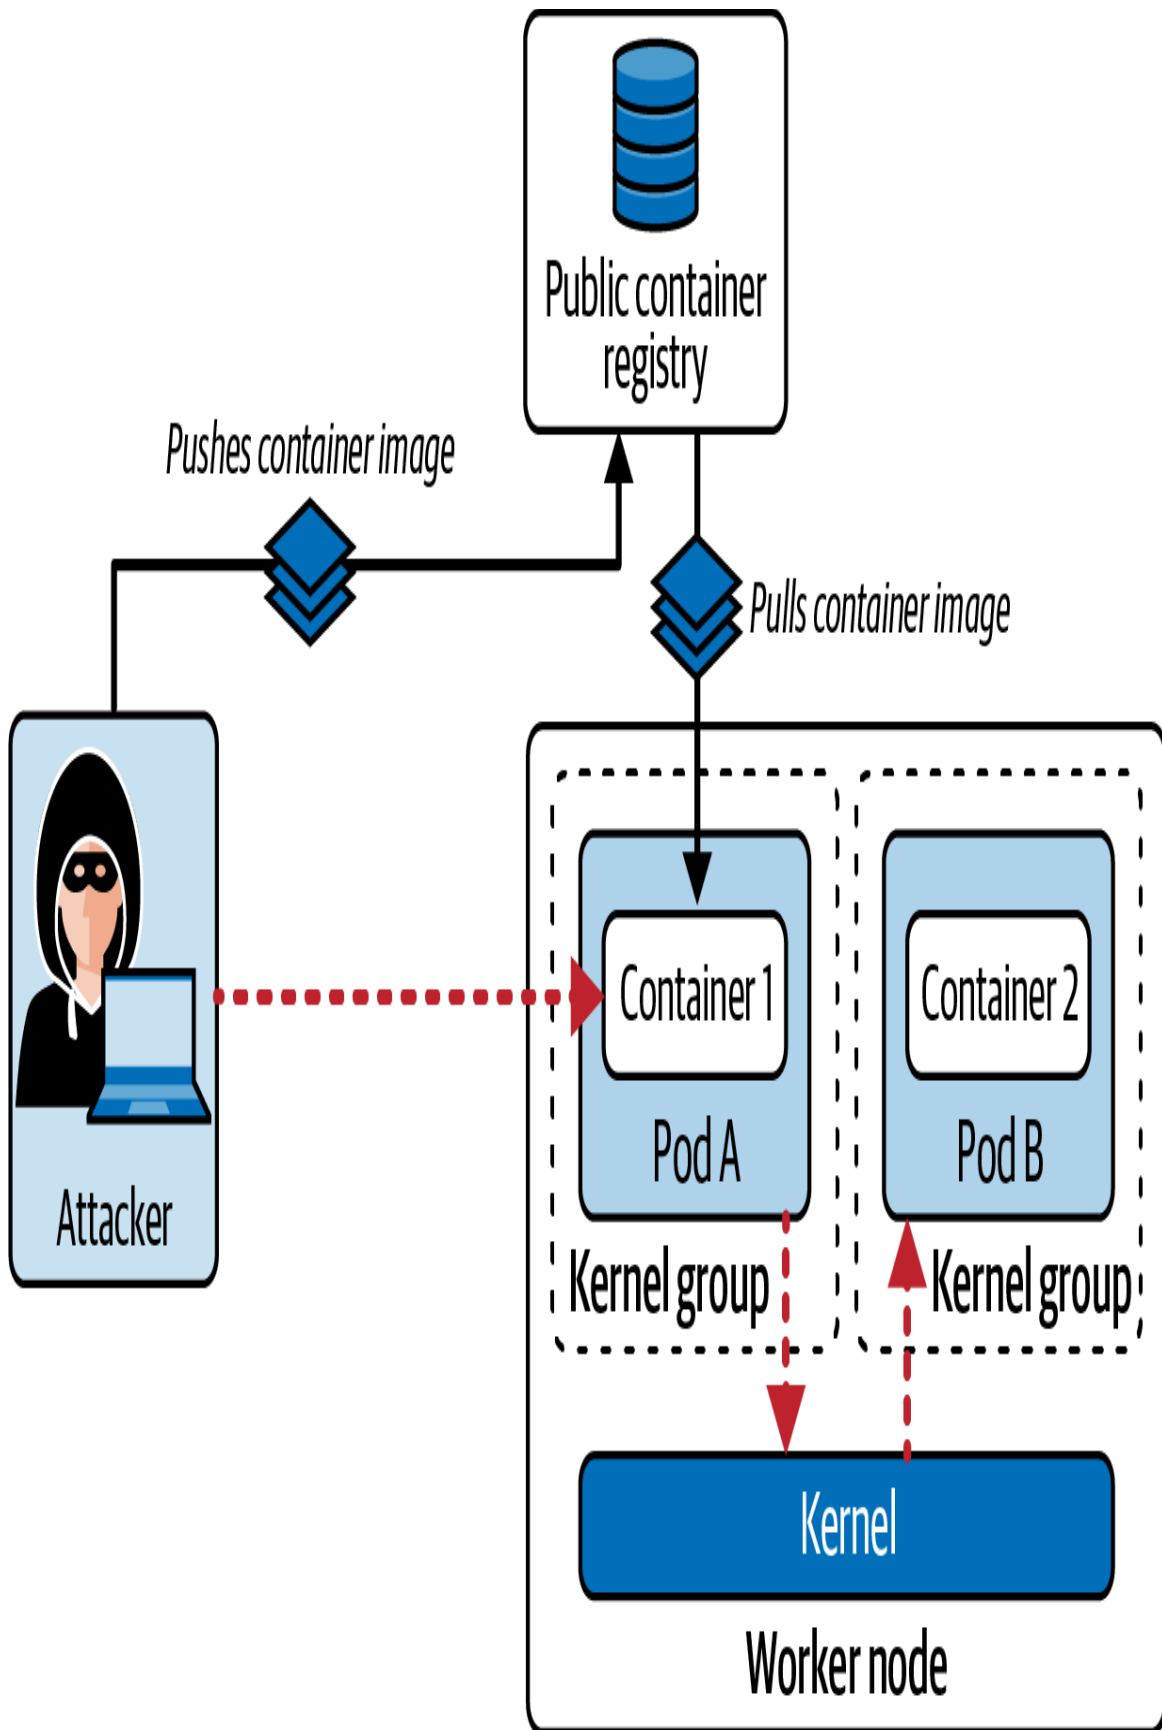 Public container
registry
Pushes container image
Pulls container image
Attacker
Container 1
Pod A
Kernel group
Container 2
Pod B
Kernel group
Kernel
Worker node